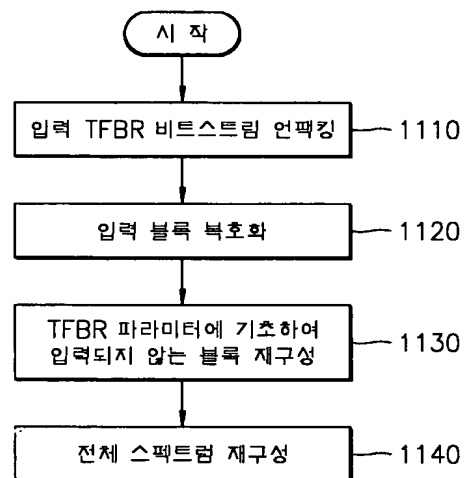 시 작
입력 TFBR 비트스트림 언팩킹
1110
입력 블록 복호화
1120
TFBR 파라미터에 기초하여
입력되지 않는 블록 재구성
1130
전체 스펙트럼 재구성
1140